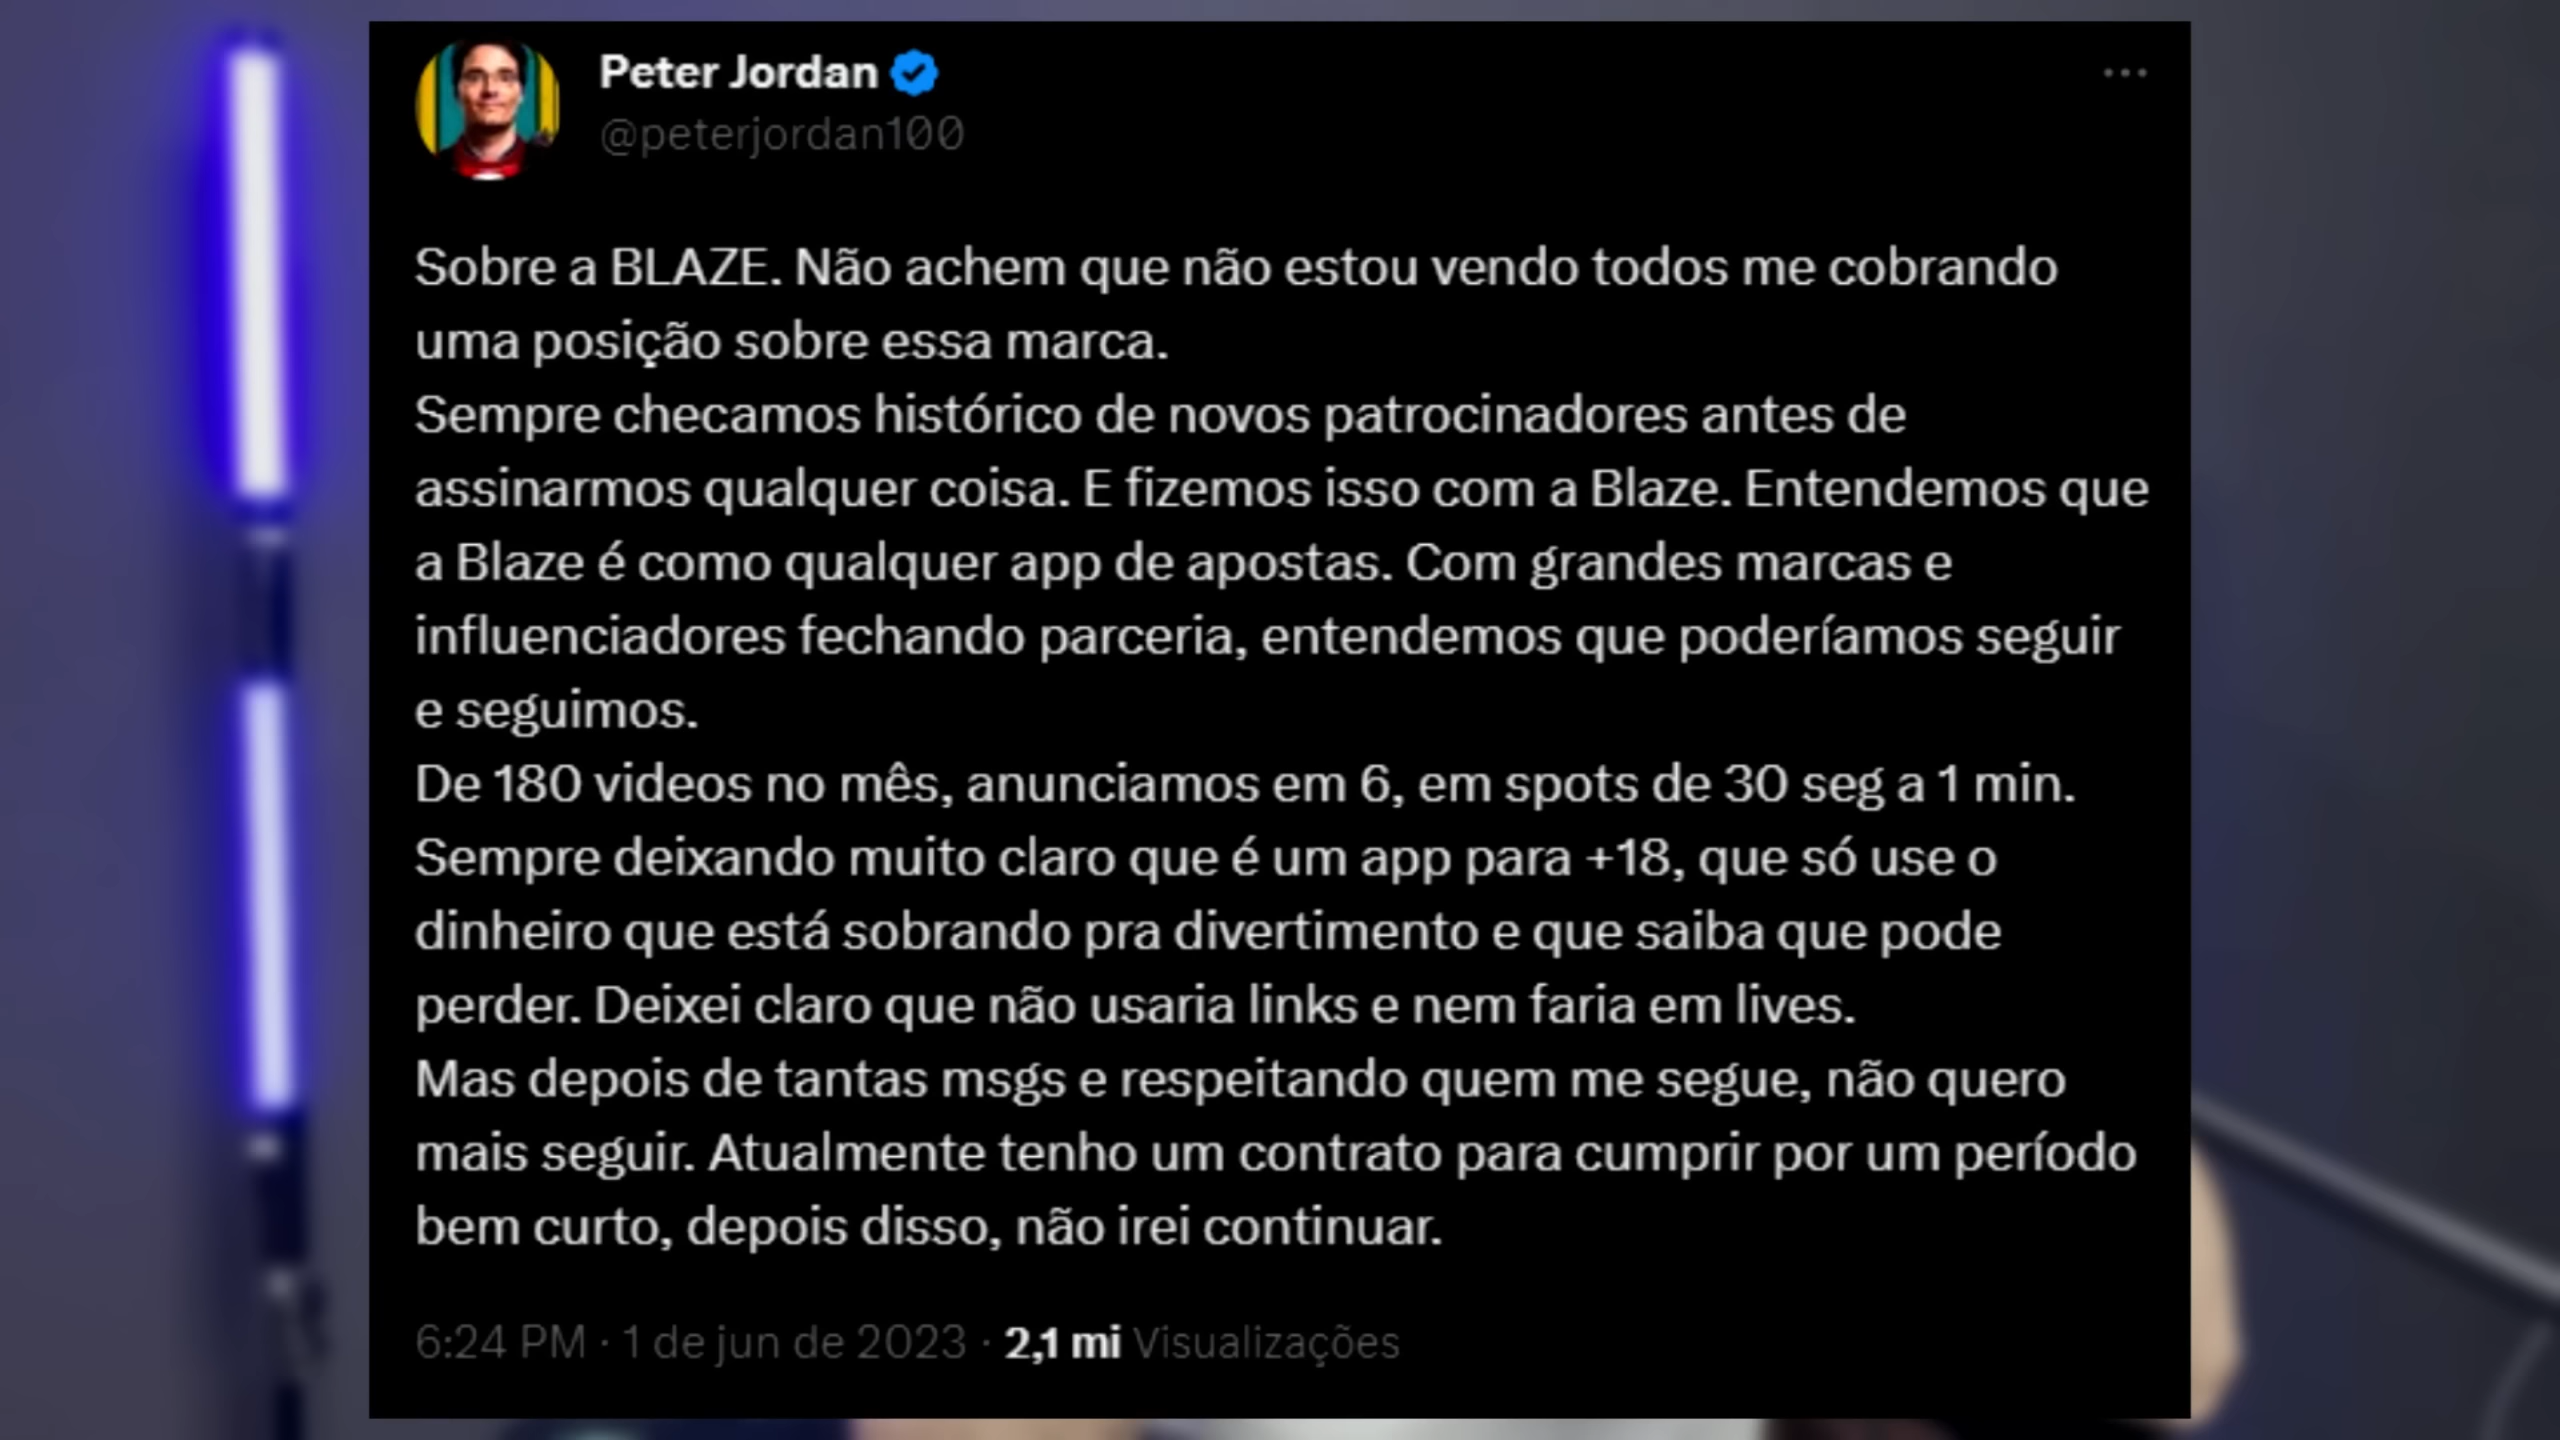 Peter Jordan
@peterjordan100
Sobre a BLAZE. Não achem que não estou vendo todos me cobrando
uma posição sobre essa marca.
Sempre checamos histórico de novos patrocinadores antes de
assinarmos qualquer coisa. E fizemos isso com a Blaze. Entendemos que
a Blaze é como qualquer app de apostas. Com grandes marcas e
influenciadores fechando parceria, entendemos que poderíamos seguir
e seguimos.
De 180 videos no mês, anunciamos em 6, em spots de 30 seg a 1 min.
Sempre deixando muito claro que é um app para +18, que só use o
dinheiro que está sobrando pra divertimento e que saiba que pode
perder. Deixei claro que não usaria links e nem faria em lives.
Mas depois de tantas msgs e respeitando quem me segue, não quero
mais seguir. Atualmente tenho um contrato para cumprir por um período
bem curto, depois disso, não irei continuar.
6:24 PM · 1 de jun de 2023 · 2,1 mi Visualizações